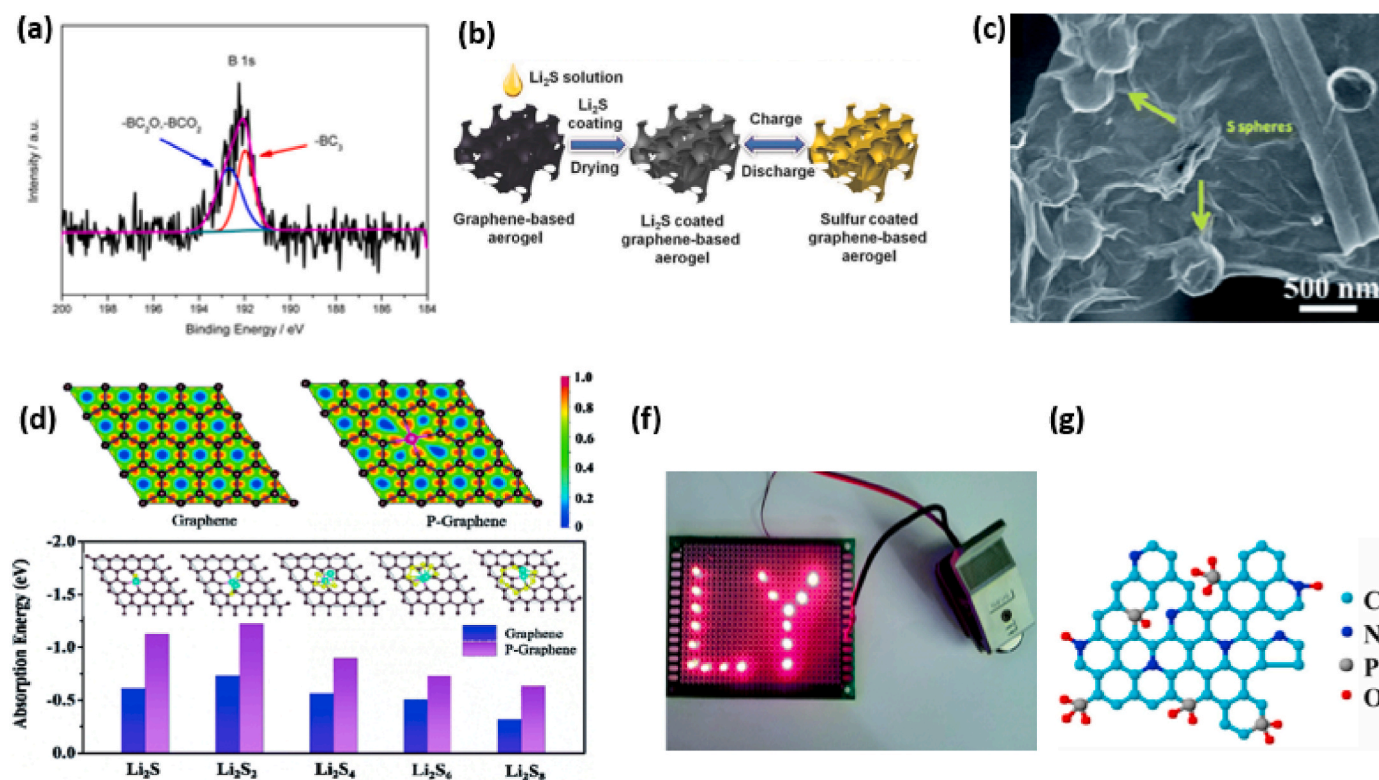 (a)
B 1s
-BC₂O,-BCO₂
-BC₃
Intensity / a.u.
200 198 196 194 192 190 188 186 184
Binding Energy / eV
(b)
Li₂S solution
Li₂S
coating
Drying
Charge
Discharge
Graphene-based
aerogel
Li₂S coated
graphene-based
aerogel
Sulfur coated
graphene-based
aerogel
(c)
S spheres
500 nm
(d)
1.0
0.8
0.6
0.4
0.2
0
Graphene
P-Graphene
Absorption Energy (eV)
-2.0
-1.5
-1.0
-0.5
0.0
Graphene
P-Graphene
Li₂S Li₂S₂ Li₂S₄ Li₂S₆ Li₂S₈
(f)
LY
(g)
C
N
P
O